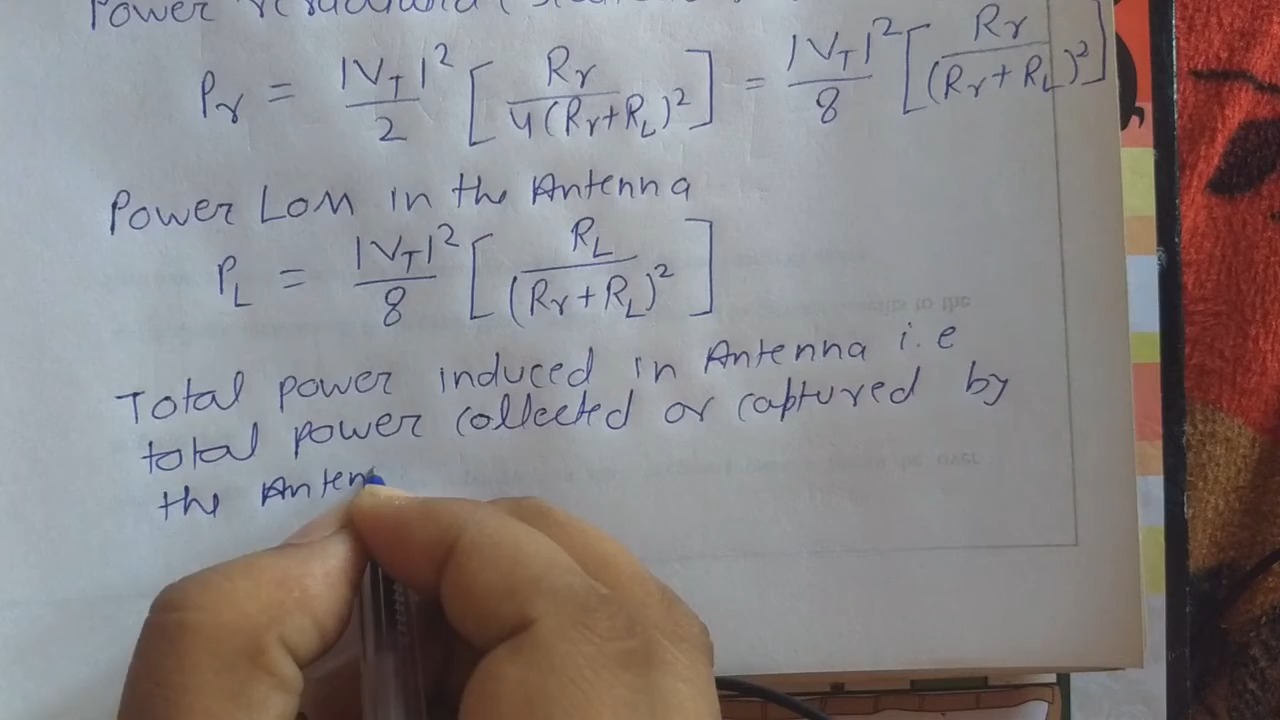 Power
Pr = |VT|²/2 [Rr / 4(Rr+RL)²] = |VT|²/8 [Rr / (Rr+RL)²]
Power Loss in the Antenna
PL = |VT|²/8 [RL / (Rr+RL)²]
Total power induced in Antenna i.e
total power collected or captured by
the Anten